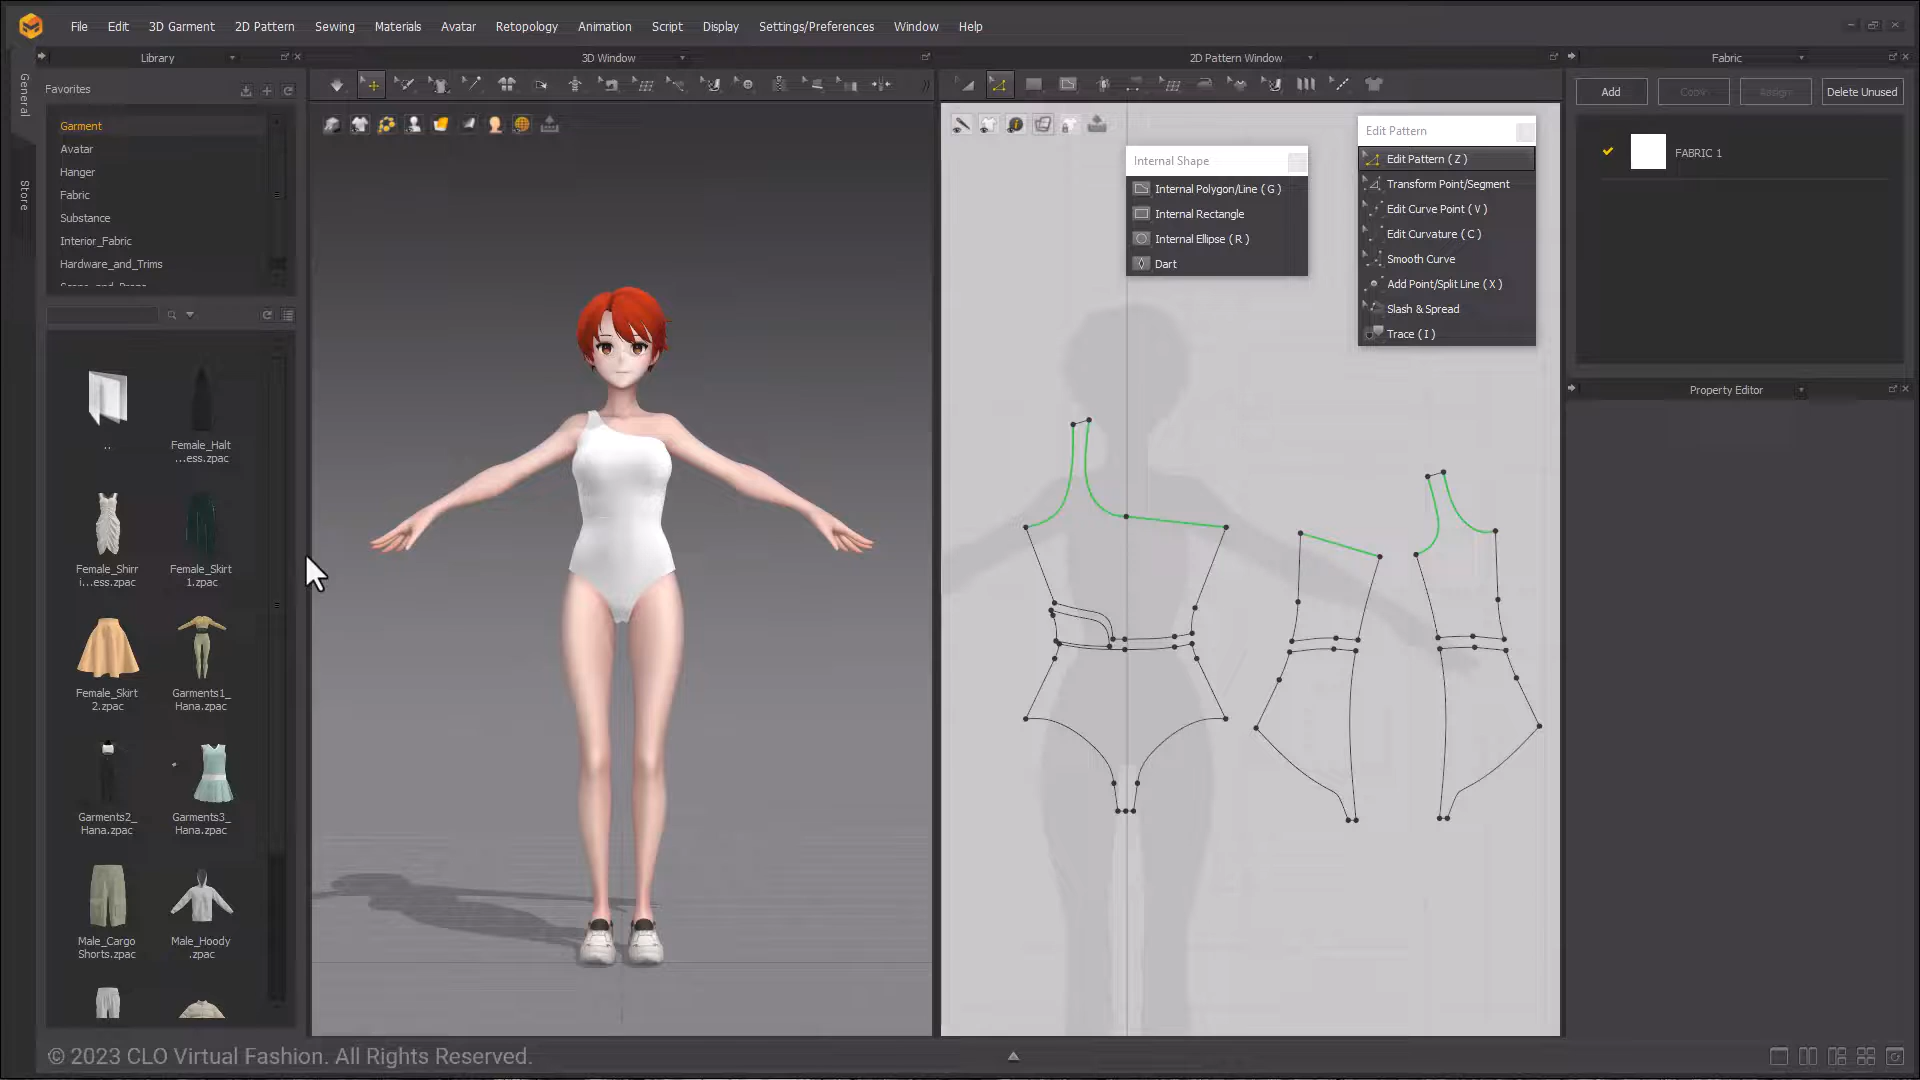 File Edit 3D Garment 2D Pattern Sewing Materials Avatar Retopology Animation Script Display Settings/Preferences Window Help
Library
3D Window
2D Pattern Window
Fabric
General
Store
Favorites
Garment
Avatar
Hanger
Fabric
Substance
Interior_Fabric
Hardware_and_Trims
..
Female_Halt
...ess.zpac
Female_Shirr
i...ess.zpac
Female_Skirt
1.zpac
Female_Skirt
2.zpac
Garments1_
Hana.zpac
Garments2_
Hana.zpac
Garments3_
Hana.zpac
Male_Cargo
Shorts.zpac
Male_Hoody
.zpac
Internal Shape
Internal Polygon/Line ( G )
Internal Rectangle
Internal Ellipse ( R )
Dart
Edit Pattern
Edit Pattern ( Z )
Transform Point/Segment
Edit Curve Point ( V )
Edit Curvature ( C )
Smooth Curve
Add Point/Split Line ( X )
Slash & Spread
Trace ( I )
Add Copy Assign Delete Unused
FABRIC 1
Property Editor
© 2023 CLO Virtual Fashion. All Rights Reserved.